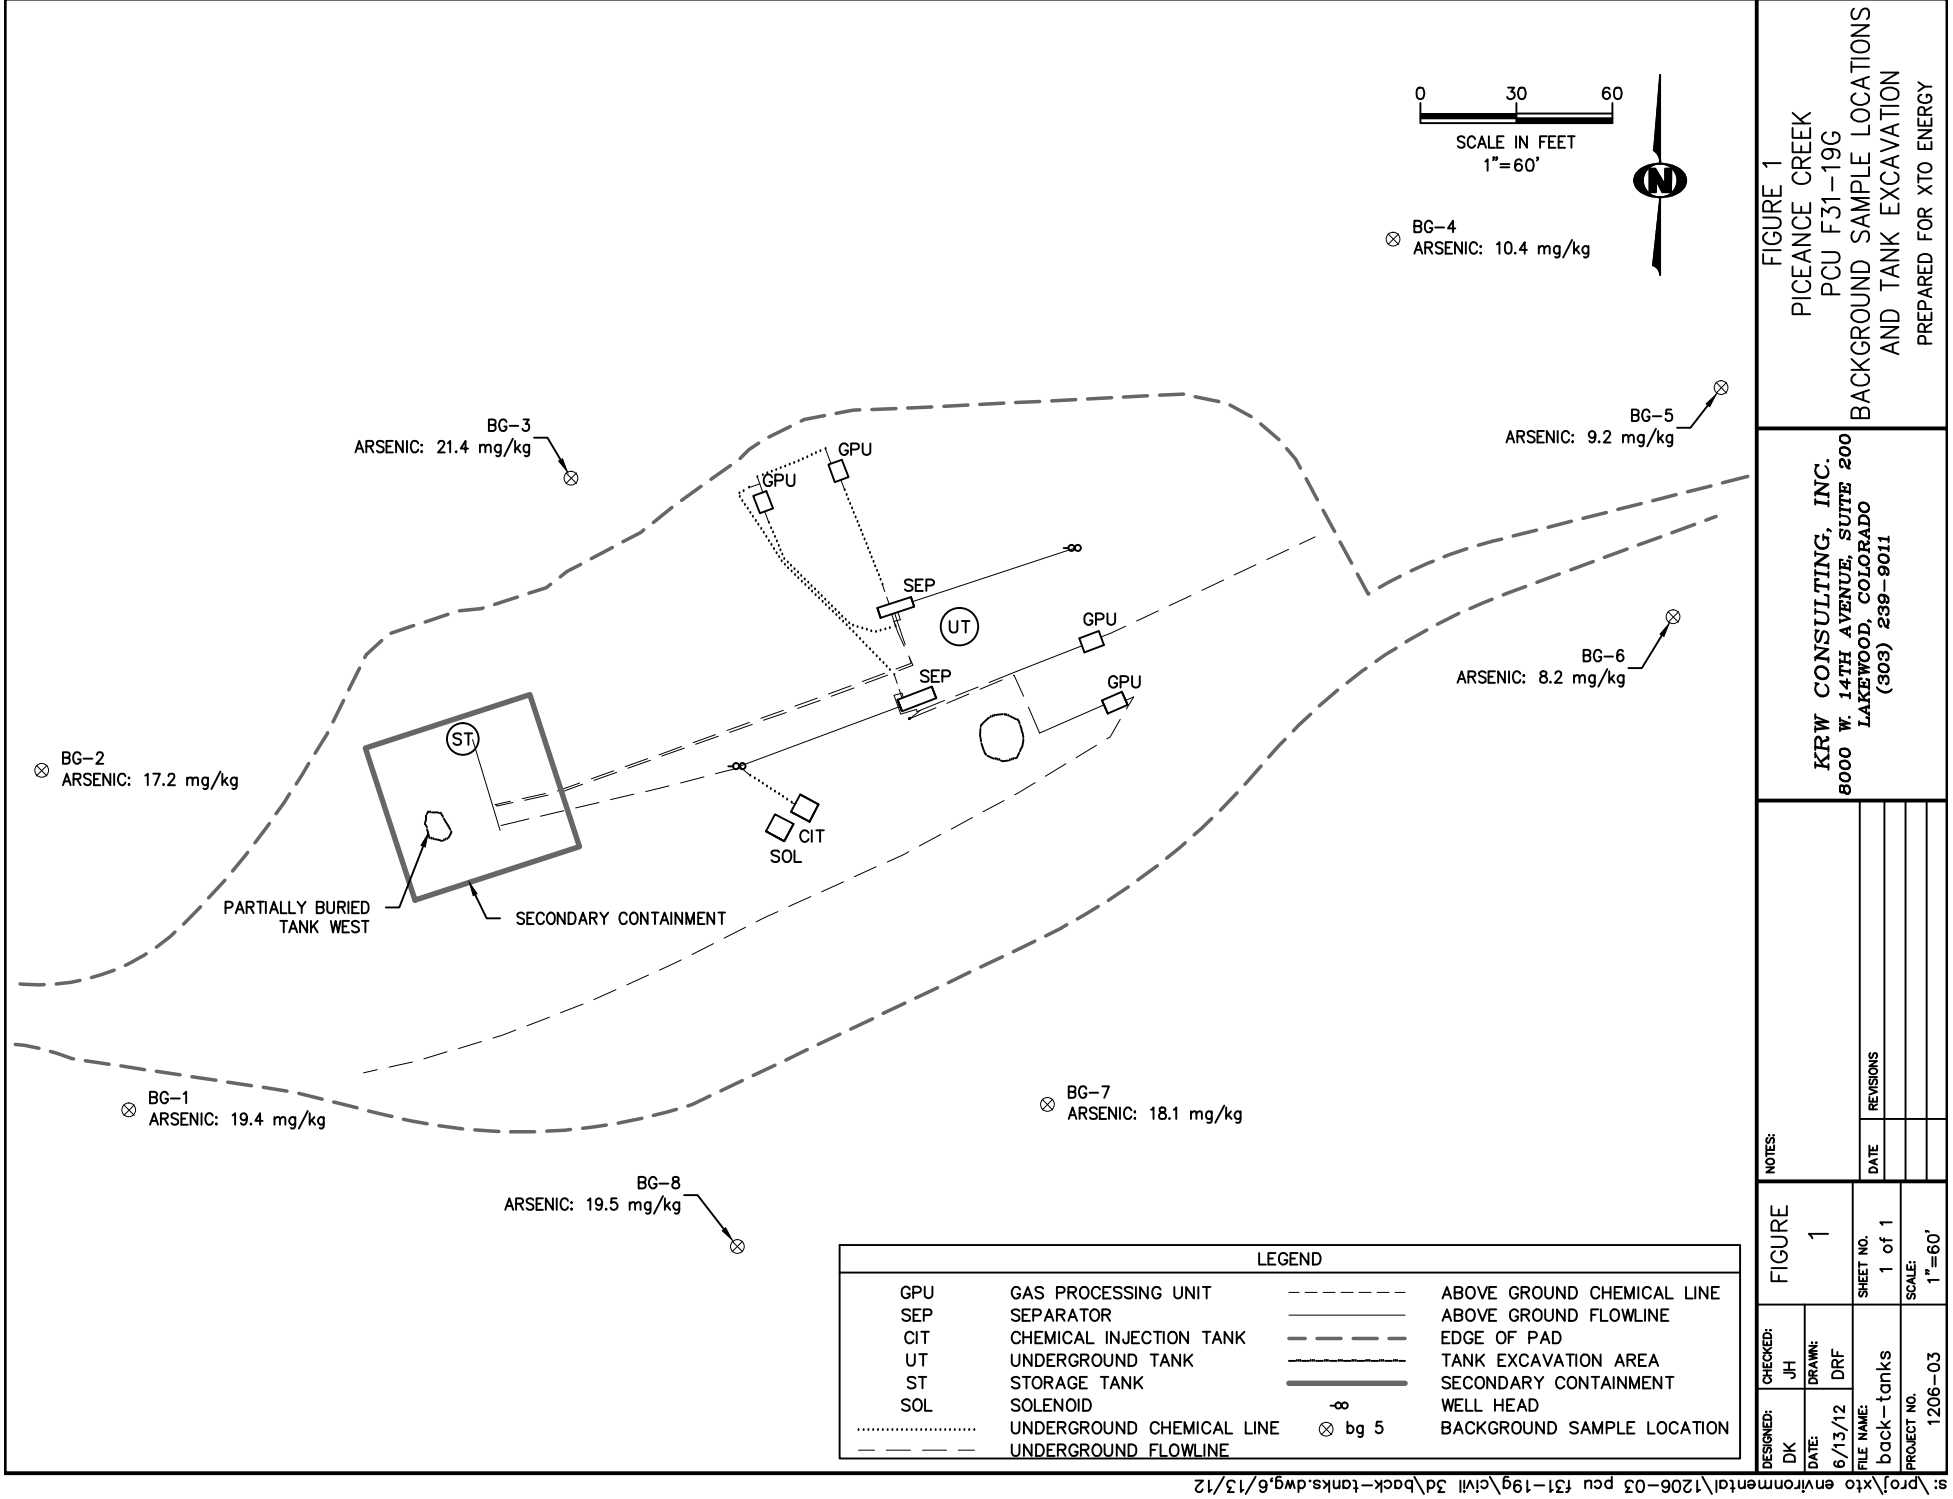 0 30 60
SCALE IN FEET
1"=60'
N
BG-4
ARSENIC: 10.4 mg/kg
BG-5
ARSENIC: 9.2 mg/kg
BG-3
ARSENIC: 21.4 mg/kg
GPU
GPU
SEP
UT
GPU
BG-6
ARSENIC: 8.2 mg/kg
SEP
GPU
ST
BG-2
ARSENIC: 17.2 mg/kg
CIT
SOL
PARTIALLY BURIED
TANK WEST
SECONDARY CONTAINMENT
BG-1
ARSENIC: 19.4 mg/kg
BG-7
ARSENIC: 18.1 mg/kg
BG-8
ARSENIC: 19.5 mg/kg
LEGEND
GPU GAS PROCESSING UNIT
SEP SEPARATOR
CIT CHEMICAL INJECTION TANK
UT UNDERGROUND TANK
ST STORAGE TANK
SOL SOLENOID
UNDERGROUND CHEMICAL LINE
UNDERGROUND FLOWLINE
ABOVE GROUND CHEMICAL LINE
ABOVE GROUND FLOWLINE
EDGE OF PAD
TANK EXCAVATION AREA
SECONDARY CONTAINMENT
WELL HEAD
bg 5 BACKGROUND SAMPLE LOCATION
FIGURE 1
PICEANCE CREEK
PCU F31-19G
BACKGROUND SAMPLE LOCATIONS
AND TANK EXCAVATION
PREPARED FOR XTO ENERGY
KRW CONSULTING, INC.
8000 W. 14TH AVENUE, SUITE 200
LAKEWOOD, COLORADO
(303) 239-9011
NOTES:
DATE REVISIONS
FIGURE
1
SHEET NO.
1 of 1
SCALE:
1"=60'
DESIGNED:
DK
CHECKED:
JH
DATE:
6/13/12
DRAWN:
DRF
FILE NAME:
back-tanks
PROJECT NO.
1206-03
s:\proj\xto environmental\1206-03 pcu f31-19g\civil 3d\back-tanks.dwg,6/13/12